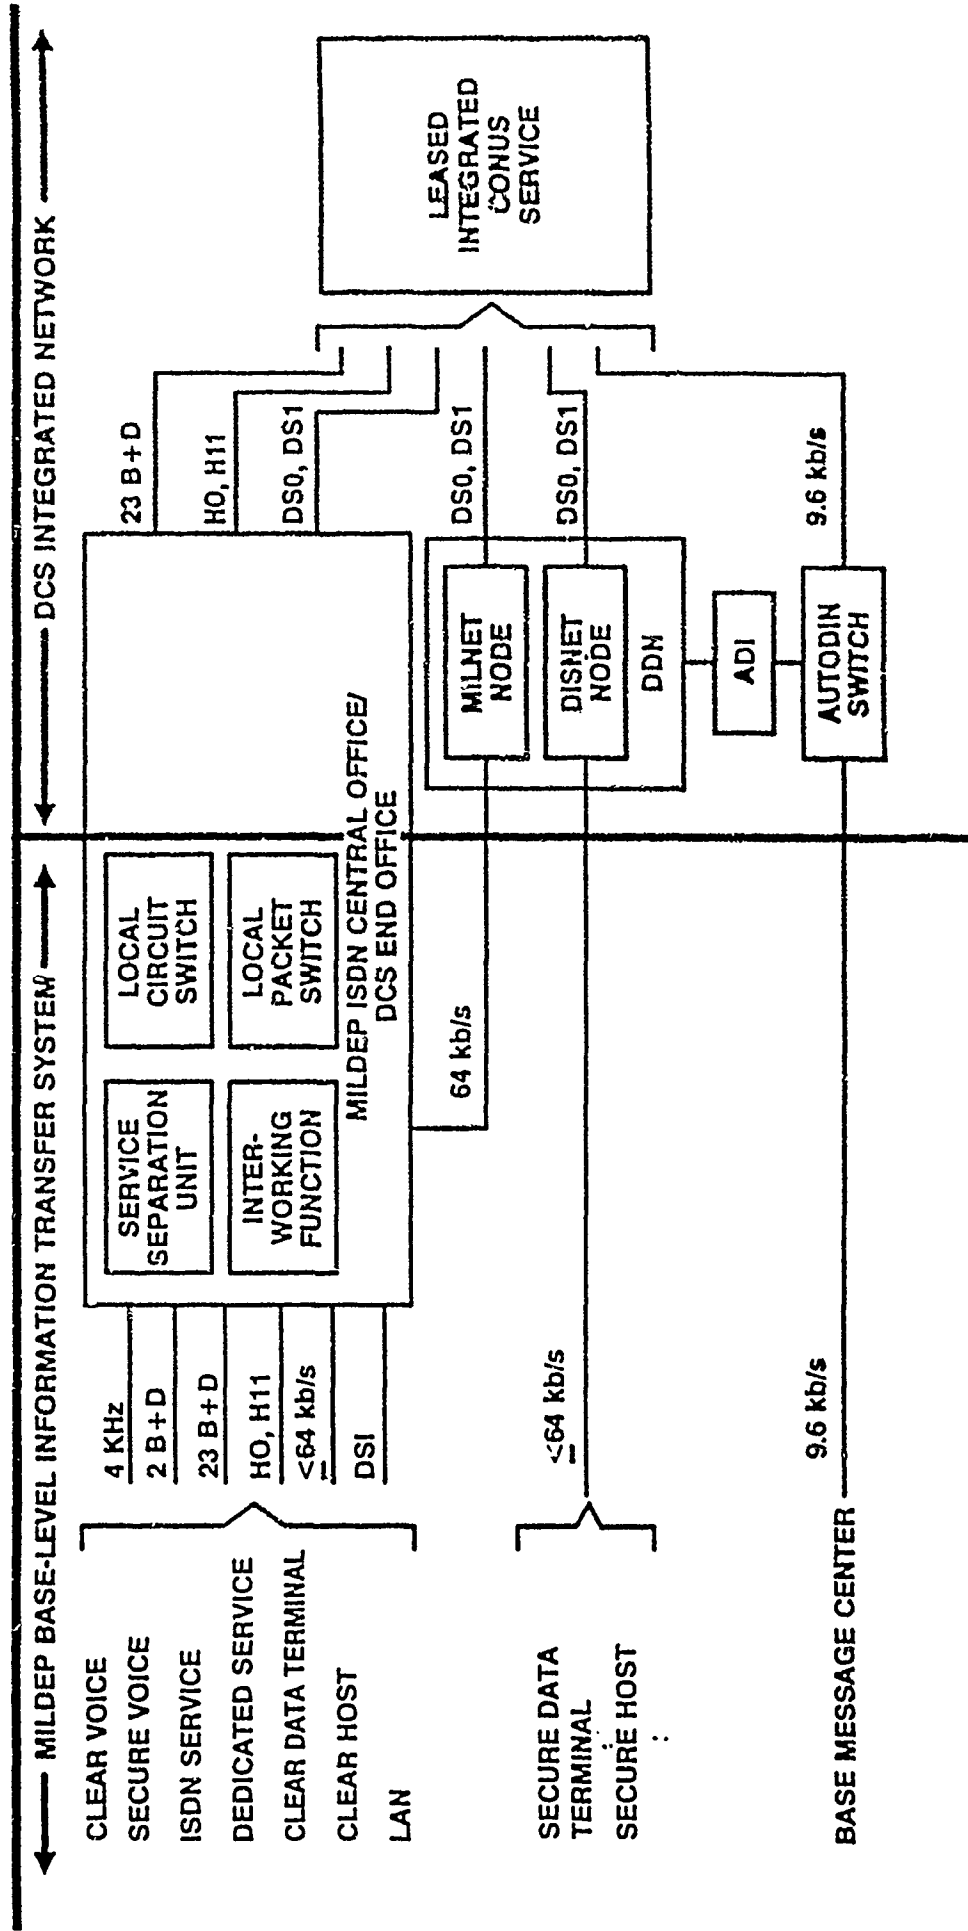 MILDEP BASE-LEVEL INFORMATION TRANSFER SYSTEM
DCS INTEGRATED NETWORK
CLEAR VOICE
SECURE VOICE
ISDN SERVICE
DEDICATED SERVICE
CLEAR DATA TERMINAL
CLEAR HOST
LAN
4 KHz
2 B+D
23 B+D
HO, H11
≤64 kb/s
DSI
SERVICE
SEPARATION
UNIT
LOCAL
CIRCUIT
SWITCH
INTER-
WORKING
FUNCTION
LOCAL
PACKET
SWITCH
MILDEP ISDN CENTRAL OFFICE/
DCS END OFFICE
23 B+D
HO, H11
DS0, DS1
LEASED
INTEGRATED
CONUS
SERVICE
64 kb/s
MILNET
NODE
DS0, DS1
SECURE DATA
TERMINAL
SECURE HOST
≤64 kb/s
DISNET
NODE
DDM
DS0, DS1
ADI
BASE MESSAGE CENTER
9.6 kb/s
AUTODIN
SWITCH
9.6 kb/s